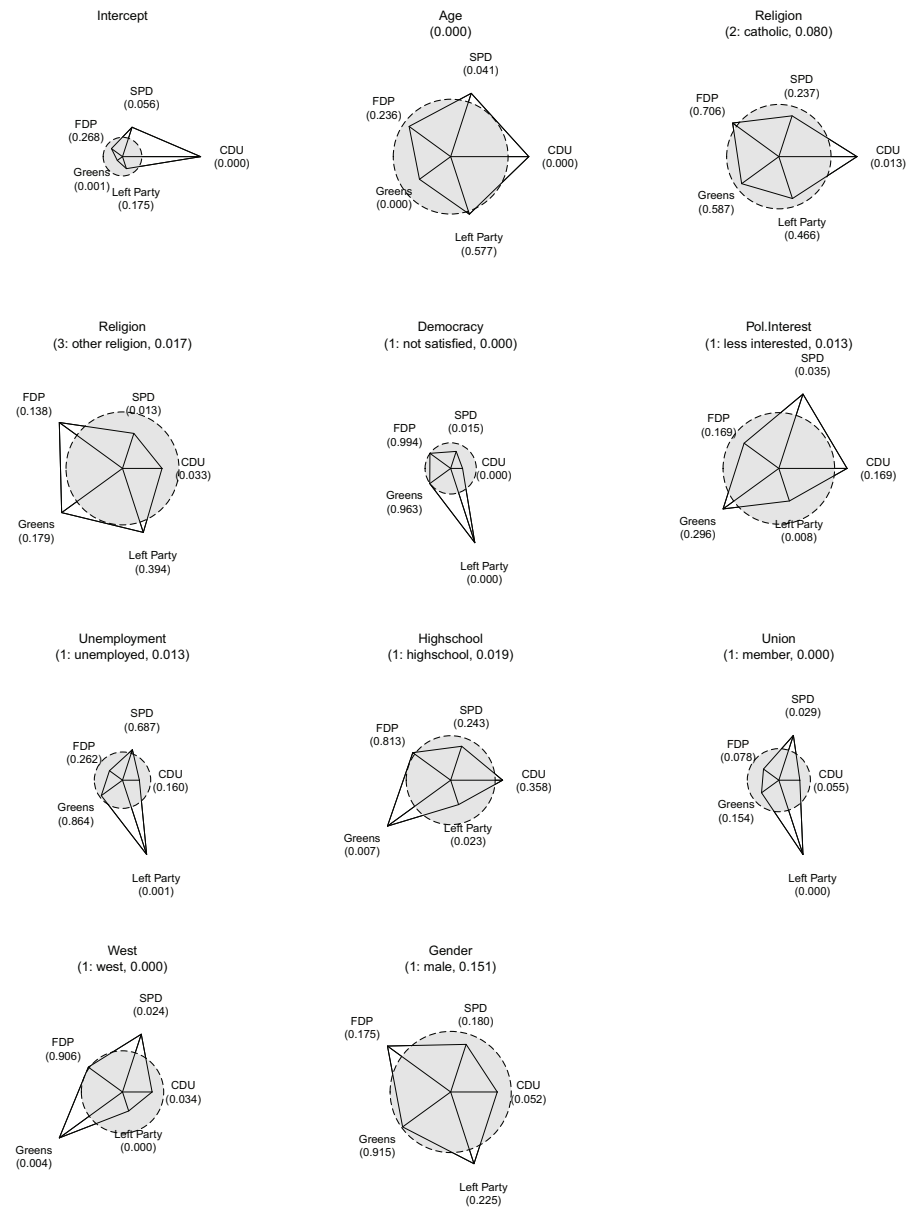 Intercept
SPD
(0.056)
FDP
(0.268)
CDU
(0.000)
Greens
(0.001)
Left Party
(0.175)
Age
(0.000)
SPD
(0.041)
FDP
(0.236)
CDU
(0.000)
Greens
(0.000)
Left Party
(0.577)
Religion
(2: catholic, 0.080)
SPD
(0.237)
FDP
(0.706)
CDU
(0.013)
Greens
(0.587)
Left Party
(0.466)
Religion
(3: other religion, 0.017)
FDP
(0.138)
SPD
(0.013)
CDU
(0.033)
Greens
(0.179)
Left Party
(0.394)
Democracy
(1: not satisfied, 0.000)
SPD
(0.015)
FDP
(0.994)
CDU
(0.000)
Greens
(0.963)
Left Party
(0.000)
Pol.Interest
(1: less interested, 0.013)
SPD
(0.035)
FDP
(0.169)
CDU
(0.169)
Greens
(0.296)
Left Party
(0.008)
Unemployment
(1: unemployed, 0.013)
SPD
(0.687)
FDP
(0.262)
CDU
(0.160)
Greens
(0.864)
Left Party
(0.001)
Highschool
(1: highschool, 0.019)
SPD
(0.243)
FDP
(0.813)
CDU
(0.358)
Greens
(0.007)
Left Party
(0.023)
Union
(1: member, 0.000)
SPD
(0.029)
FDP
(0.078)
CDU
(0.055)
Greens
(0.154)
Left Party
(0.000)
West
(1: west, 0.000)
SPD
(0.024)
FDP
(0.906)
CDU
(0.034)
Greens
(0.004)
Left Party
(0.000)
Gender
(1: male, 0.151)
SPD
(0.180)
FDP
(0.175)
CDU
(0.052)
Greens
(0.915)
Left Party
(0.225)